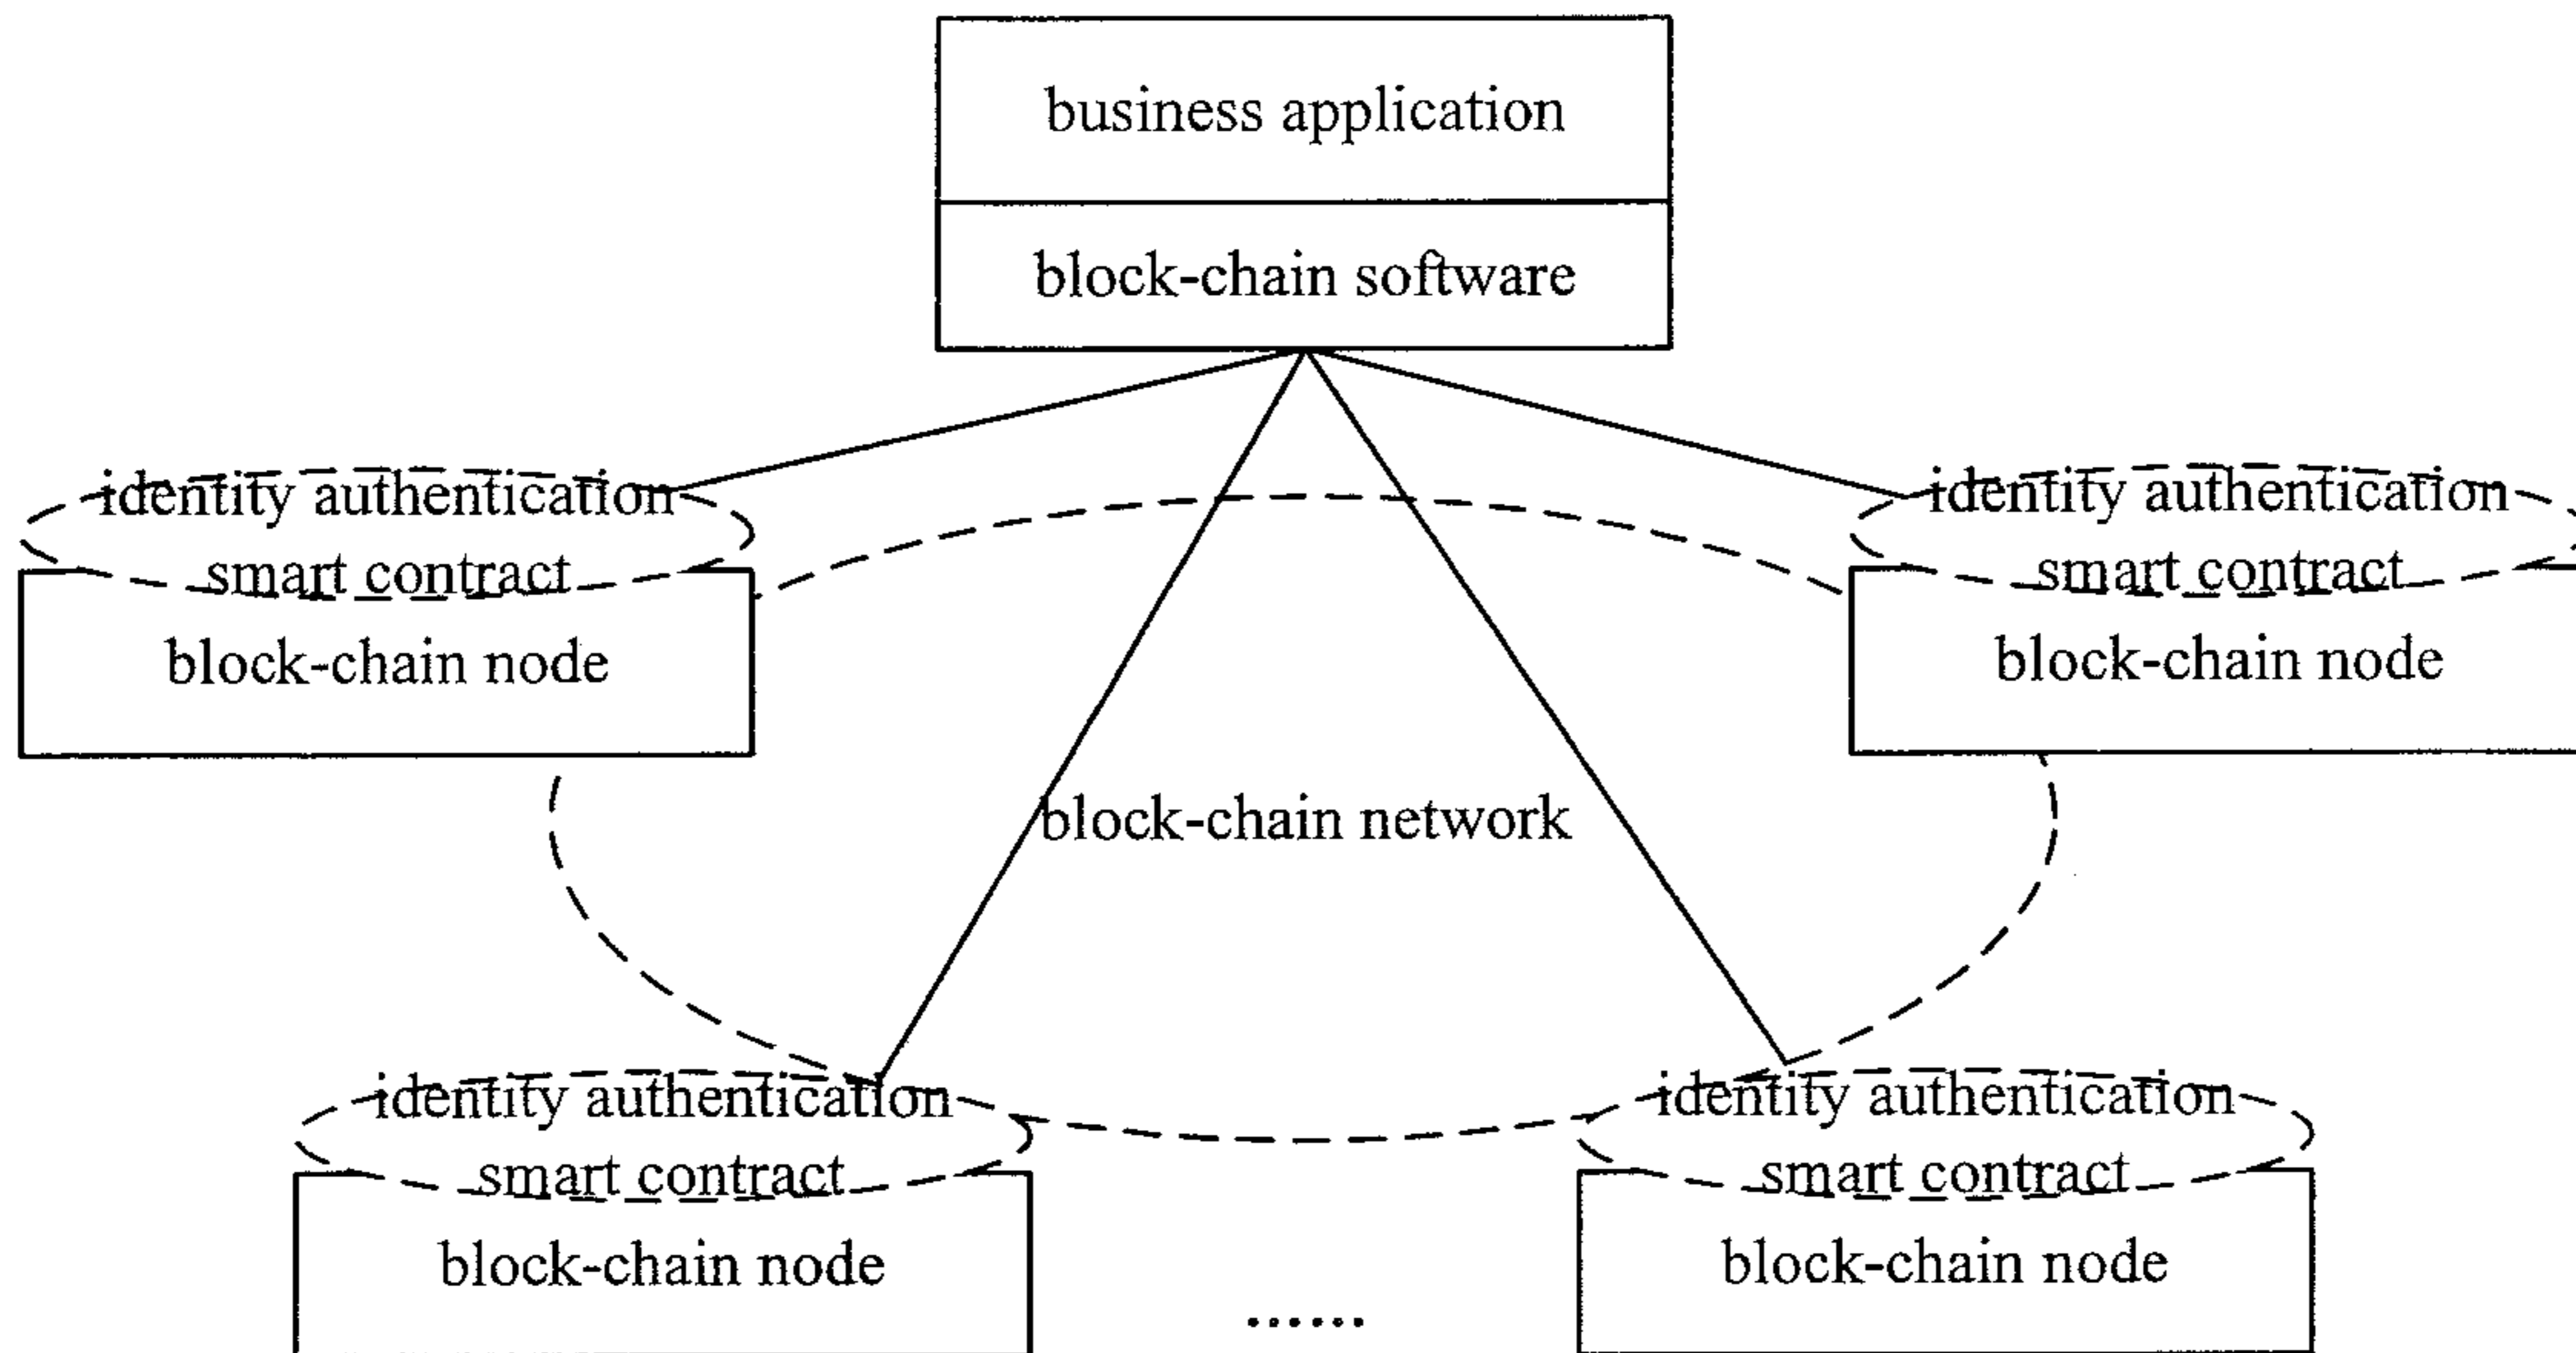 business application
block-chain software
identity authentication
smart contract
block-chain node
identity authentication
smart contract
block-chain node
block-chain network
identity authentication
smart contract
block-chain node
identity authentication
smart contract
block-chain node
......